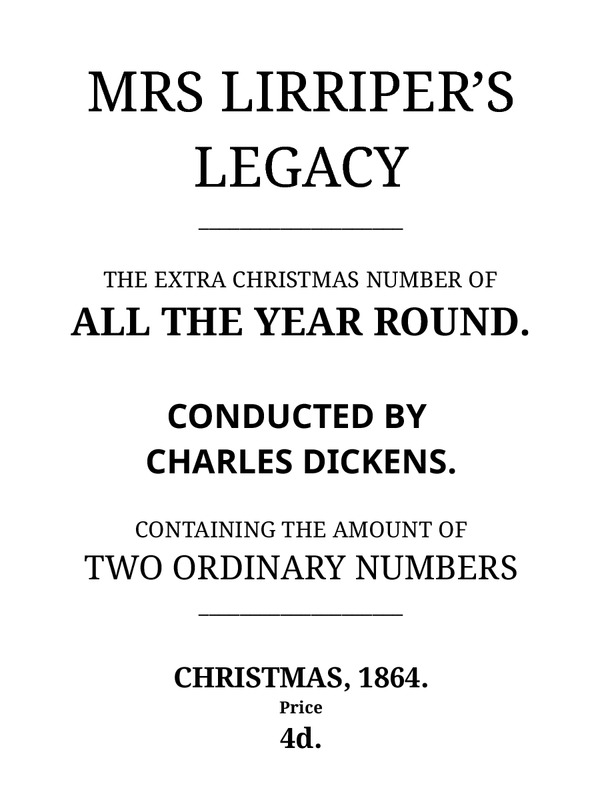 MRS LIRRIPER’S
LEGACY
THE EXTRA CHRISTMAS NUMBER OF
ALL THE YEAR ROUND.
CONDUCTED BY
CHARLES DICKENS.
CONTAINING THE AMOUNT OF
TWO ORDINARY NUMBERS
CHRISTMAS, 1864.
Price
4d.